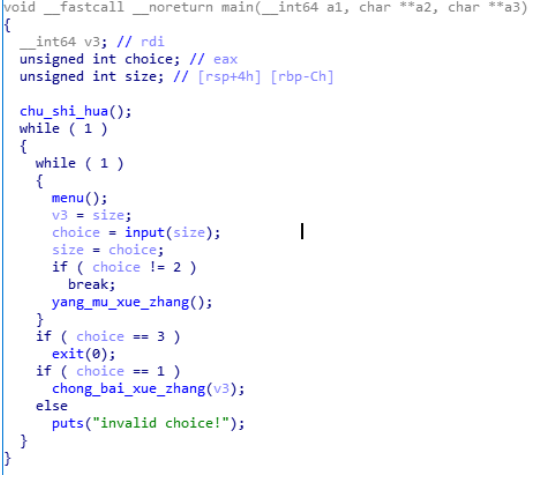 void __fastcall __noreturn main(__int64 a1, char **a2, char **a3)
{
__int64 v3; // rdi
unsigned int choice; // eax
unsigned int size; // [rsp+4h] [rbp-Ch]
chu_shi_hua();
while ( 1 )
{
while ( 1 )
{
menu();
v3 = size;
choice = input(size);
size = choice;
if ( choice != 2 )
break;
yang_mu_xue_zhang();
}
if ( choice == 3 )
exit(0);
if ( choice == 1 )
chong_bai_xue_zhang(v3);
else
puts("invalid choice!");
}
}